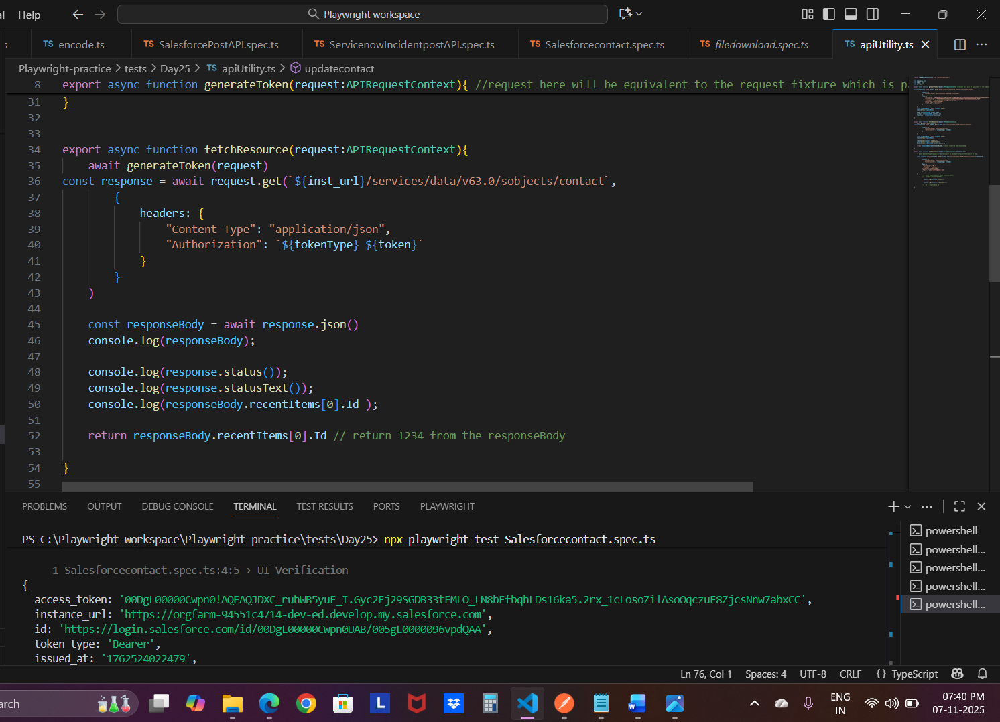 al Help
Playwright workspace
s
TS encode.ts
TS SalesforcePostAPI.spec.ts
TS ServicenowIncidentpostAPI.spec.ts
TS Salesforcecontact.spec.ts
TS filedownload.spec.ts
TS apiUtility.ts
Playwright-practice > tests > Day25 > TS apiUtility.ts > updatecontact
8 export async function generateToken(request:APIRequestContext){ //request here will be equivalent to the request fixture which is pa
31 }
32
33
34 export async function fetchResource(request:APIRequestContext){
35 await generateToken(request)
36 const response = await request.get(`${inst_url}/services/data/v63.0/sobjects/contact`,
37 {
38 headers: {
39 "Content-Type": "application/json",
40 "Authorization": `${tokenType} ${token}`
41 }
42 }
43 )
44
45 const responseBody = await response.json()
46 console.log(responseBody);
47
48 console.log(response.status());
49 console.log(response.statusText());
50 console.log(responseBody.recentItems[0].Id );
51
52 return responseBody.recentItems[0].Id // return 1234 from the responseBody
53
54 }
55
PROBLEMS OUTPUT DEBUG CONSOLE TERMINAL TEST RESULTS PORTS PLAYWRIGHT
PS C:\Playwright workspace\Playwright-practice\tests\Day25> npx playwright test Salesforcecontact.spec.ts
1 Salesforcecontact.spec.ts:4:5 › UI Verification
{
access_token: '00DgL00000Cwpn0!AQEAQJDXC_ruhWB5yuF_I.Gyc2Fj29SGDB33tFMLO_LN8bFfbqhLDs16ka5.2rx_1cLosoZilAsoOqczuF8ZjcsNnw7abxCC',
instance_url: 'https://orgfarm-94551c4714-dev-ed.develop.my.salesforce.com',
id: 'https://login.salesforce.com/id/00DgL00000Cwpn0UAB/005gL0000096vpdQAA',
token_type: 'Bearer',
issued_at: '1762524022479',
powershell
powershell...
powershell...
powershell...
powershell...
Ln 76, Col 1 Spaces: 4 UTF-8 CRLF {} TypeScript
arch
L
W
ENG
IN
07:40 PM
07-11-2025